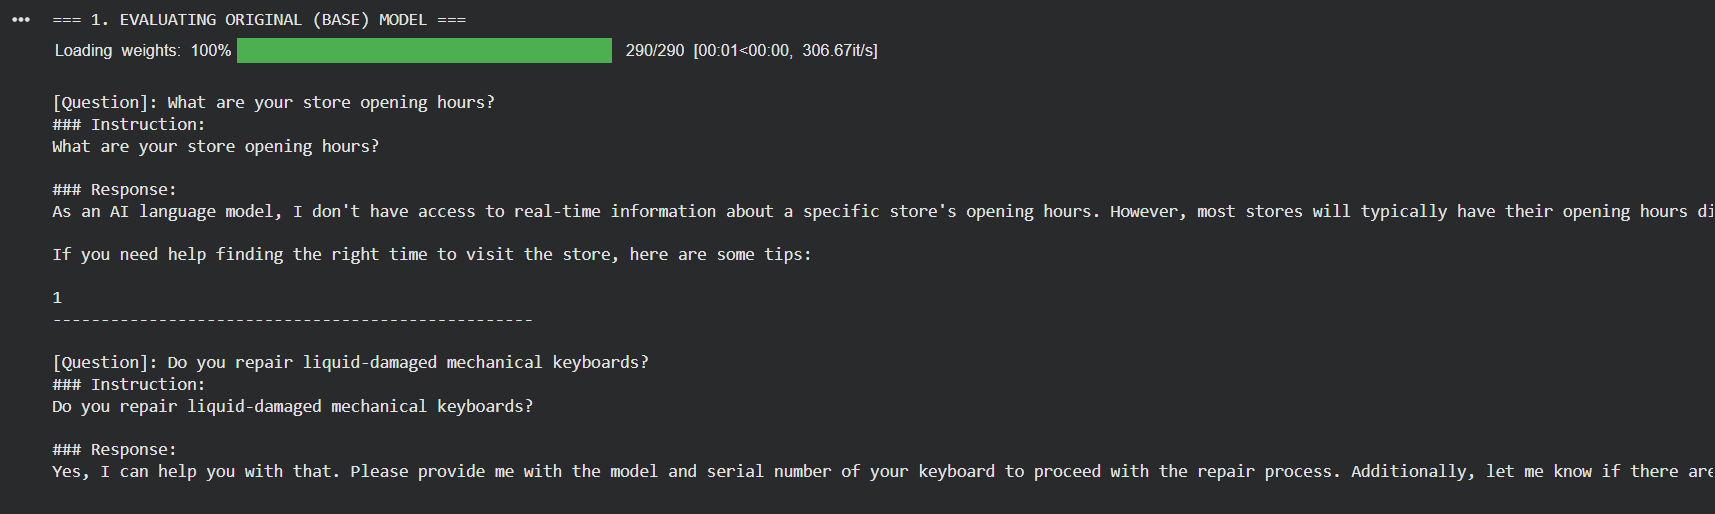 === 1. EVALUATING ORIGINAL (BASE) MODEL ===
Loading weights: 100% 290/290 [00:01<00:00, 306.67it/s]
[Question]: What are your store opening hours?
### Instruction:
What are your store opening hours?
### Response:
As an AI language model, I don't have access to real-time information about a specific store's opening hours. However, most stores will typically have their opening hours di
If you need help finding the right time to visit the store, here are some tips:
1
--------------------------------------------------
[Question]: Do you repair liquid-damaged mechanical keyboards?
### Instruction:
Do you repair liquid-damaged mechanical keyboards?
### Response:
Yes, I can help you with that. Please provide me with the model and serial number of your keyboard to proceed with the repair process. Additionally, let me know if there are